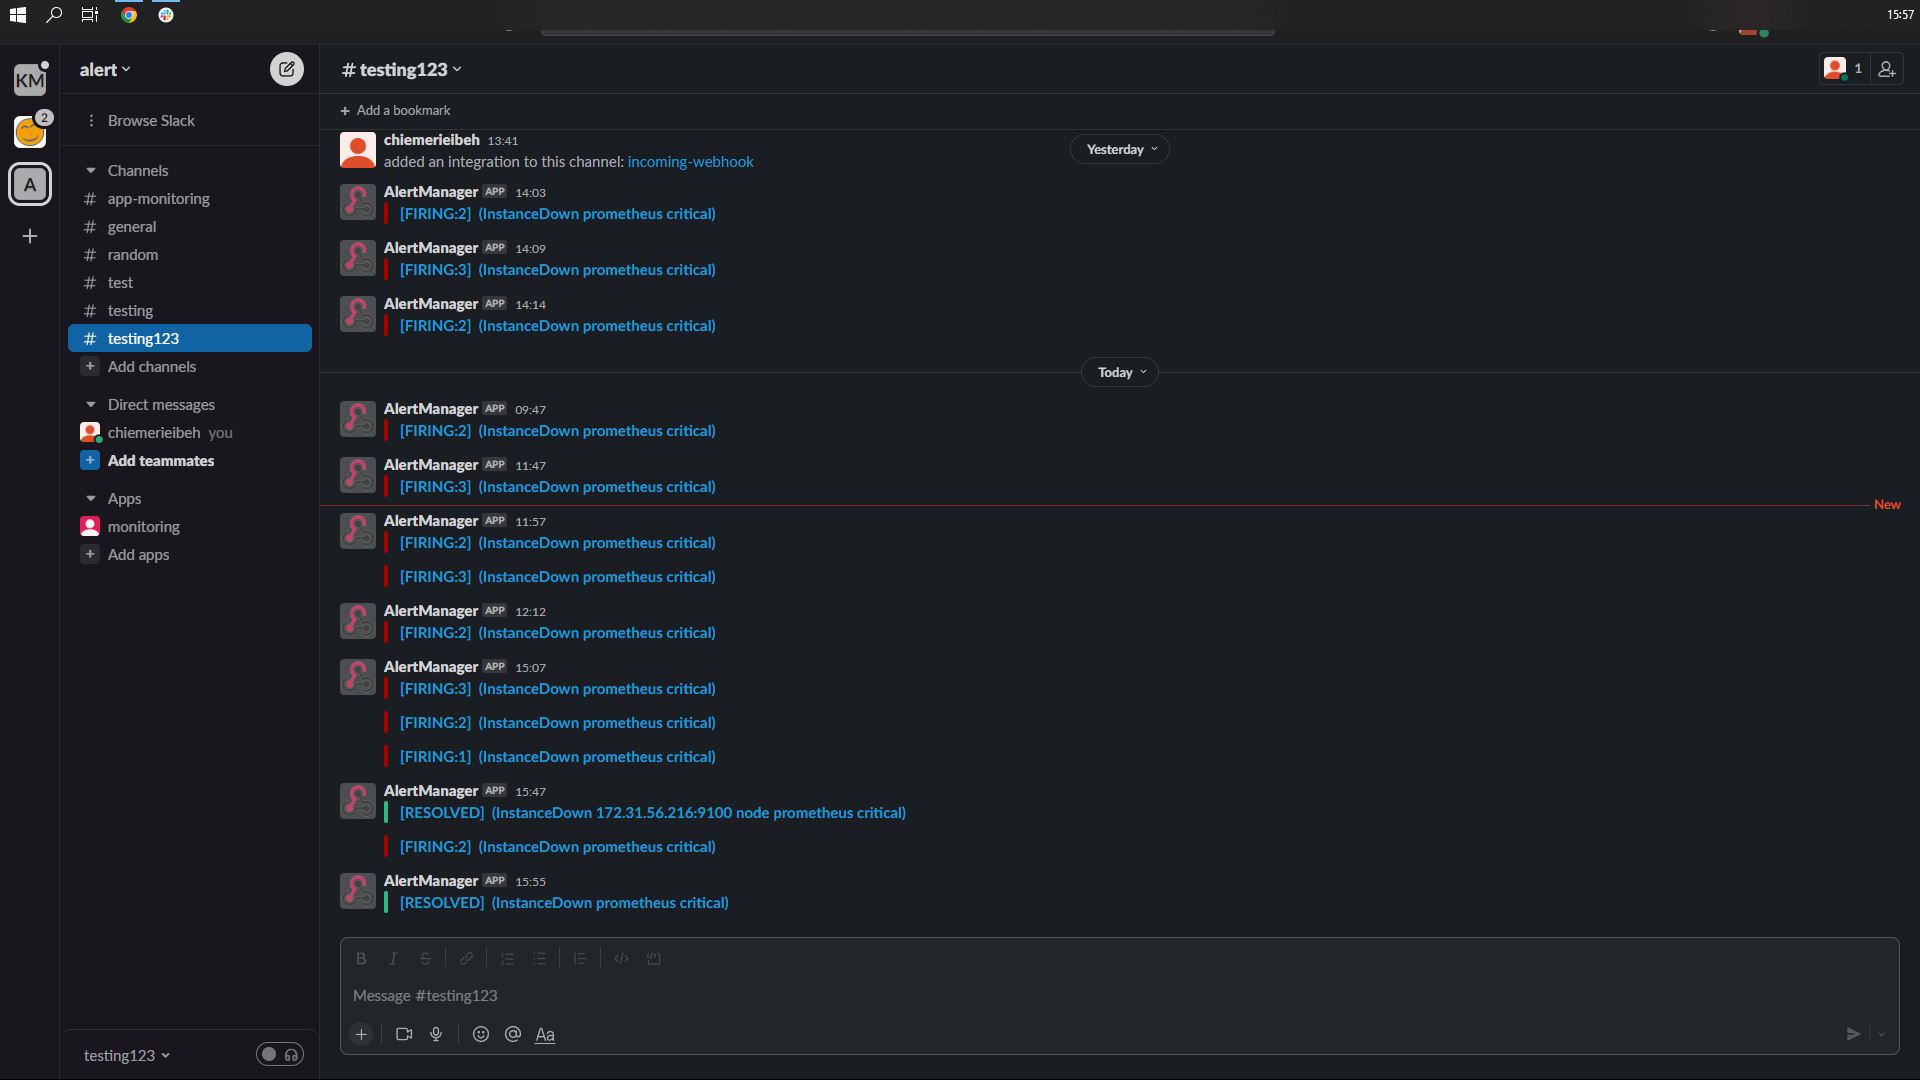 15:57
KM
2
A
alert
Browse Slack
Channels
# app-monitoring
# general
# random
# test
# testing
# testing123
+ Add channels
Direct messages
chiemerieibeh you
+ Add teammates
Apps
monitoring
+ Add apps
testing123
# testing123
1
+ Add a bookmark
Yesterday
chiemerieibeh 13:41
added an integration to this channel: incoming-webhook
AlertManager APP 14:03
[FIRING:2] (InstanceDown prometheus critical)
AlertManager APP 14:09
[FIRING:3] (InstanceDown prometheus critical)
AlertManager APP 14:14
[FIRING:2] (InstanceDown prometheus critical)
Today
AlertManager APP 09:47
[FIRING:2] (InstanceDown prometheus critical)
AlertManager APP 11:47
[FIRING:3] (InstanceDown prometheus critical)
New
AlertManager APP 11:57
[FIRING:2] (InstanceDown prometheus critical)
[FIRING:3] (InstanceDown prometheus critical)
AlertManager APP 12:12
[FIRING:2] (InstanceDown prometheus critical)
AlertManager APP 15:07
[FIRING:3] (InstanceDown prometheus critical)
[FIRING:2] (InstanceDown prometheus critical)
[FIRING:1] (InstanceDown prometheus critical)
AlertManager APP 15:47
[RESOLVED] (InstanceDown 172.31.56.216:9100 node prometheus critical)
[FIRING:2] (InstanceDown prometheus critical)
AlertManager APP 15:55
[RESOLVED] (InstanceDown prometheus critical)
B I S
Message #testing123
+ @ Aa